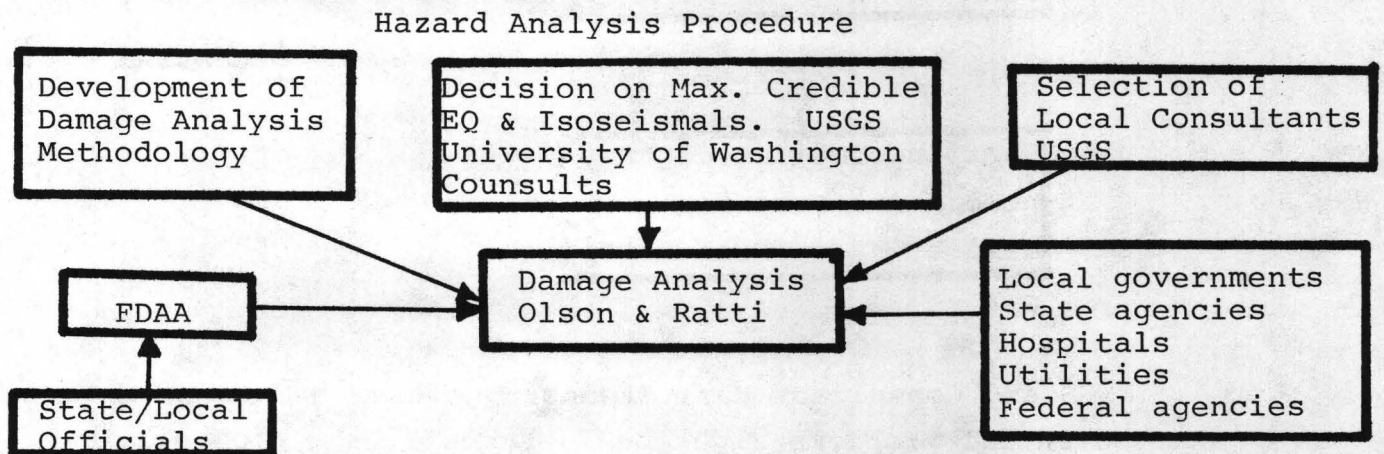 Hazard Analysis Procedure
Development of
Damage Analysis
Methodology
Decision on Max. Credible
EQ & Isoseismals. USGS
University of Washington
Counsults
Selection of
Local Consultants
USGS
FDAA
Damage Analysis
Olson & Ratti
Local governments
State agencies
Hospitals
Utilities
Federal agencies
State/Local
Officials